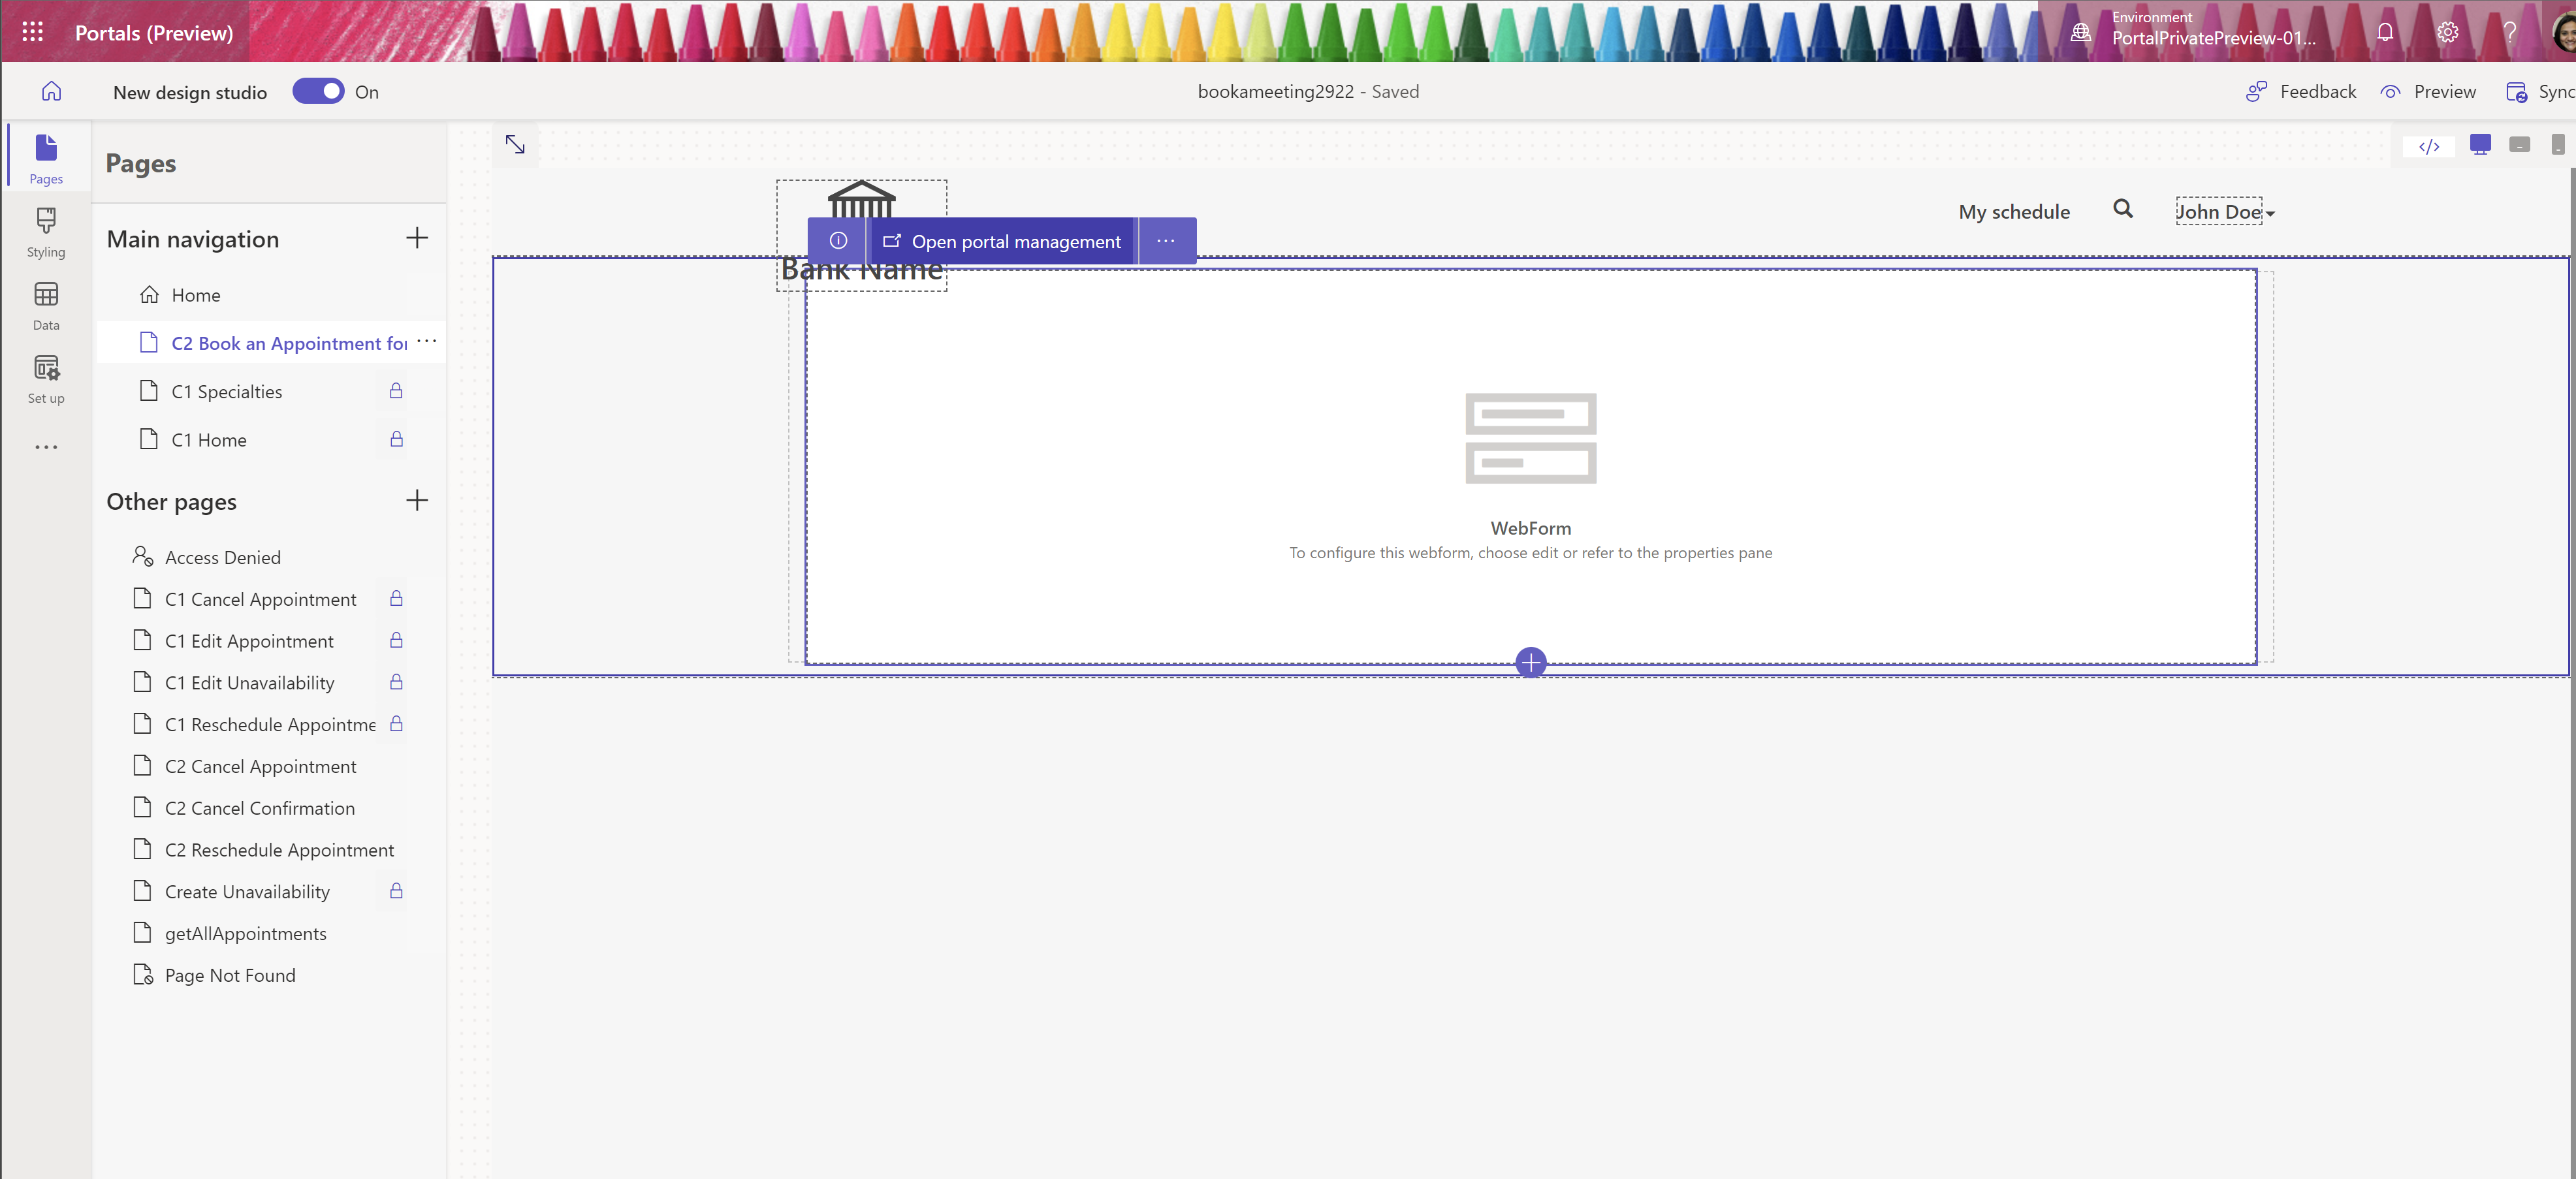 Portals (Preview)
Environment
PortalPrivatePreview-01...
New design studio
On
bookameeting2922 - Saved
Feedback
Preview
Sync
Pages
Styling
Data
Set up
Pages
Main navigation
Home
C2 Book an Appointment for
C1 Specialties
C1 Home
Other pages
Access Denied
C1 Cancel Appointment
C1 Edit Appointment
C1 Edit Unavailability
C1 Reschedule Appointme
C2 Cancel Appointment
C2 Cancel Confirmation
C2 Reschedule Appointment
Create Unavailability
getAllAppointments
Page Not Found
Open portal management
Bank Name
My schedule
John Doe
WebForm
To configure this webform, choose edit or refer to the properties pane